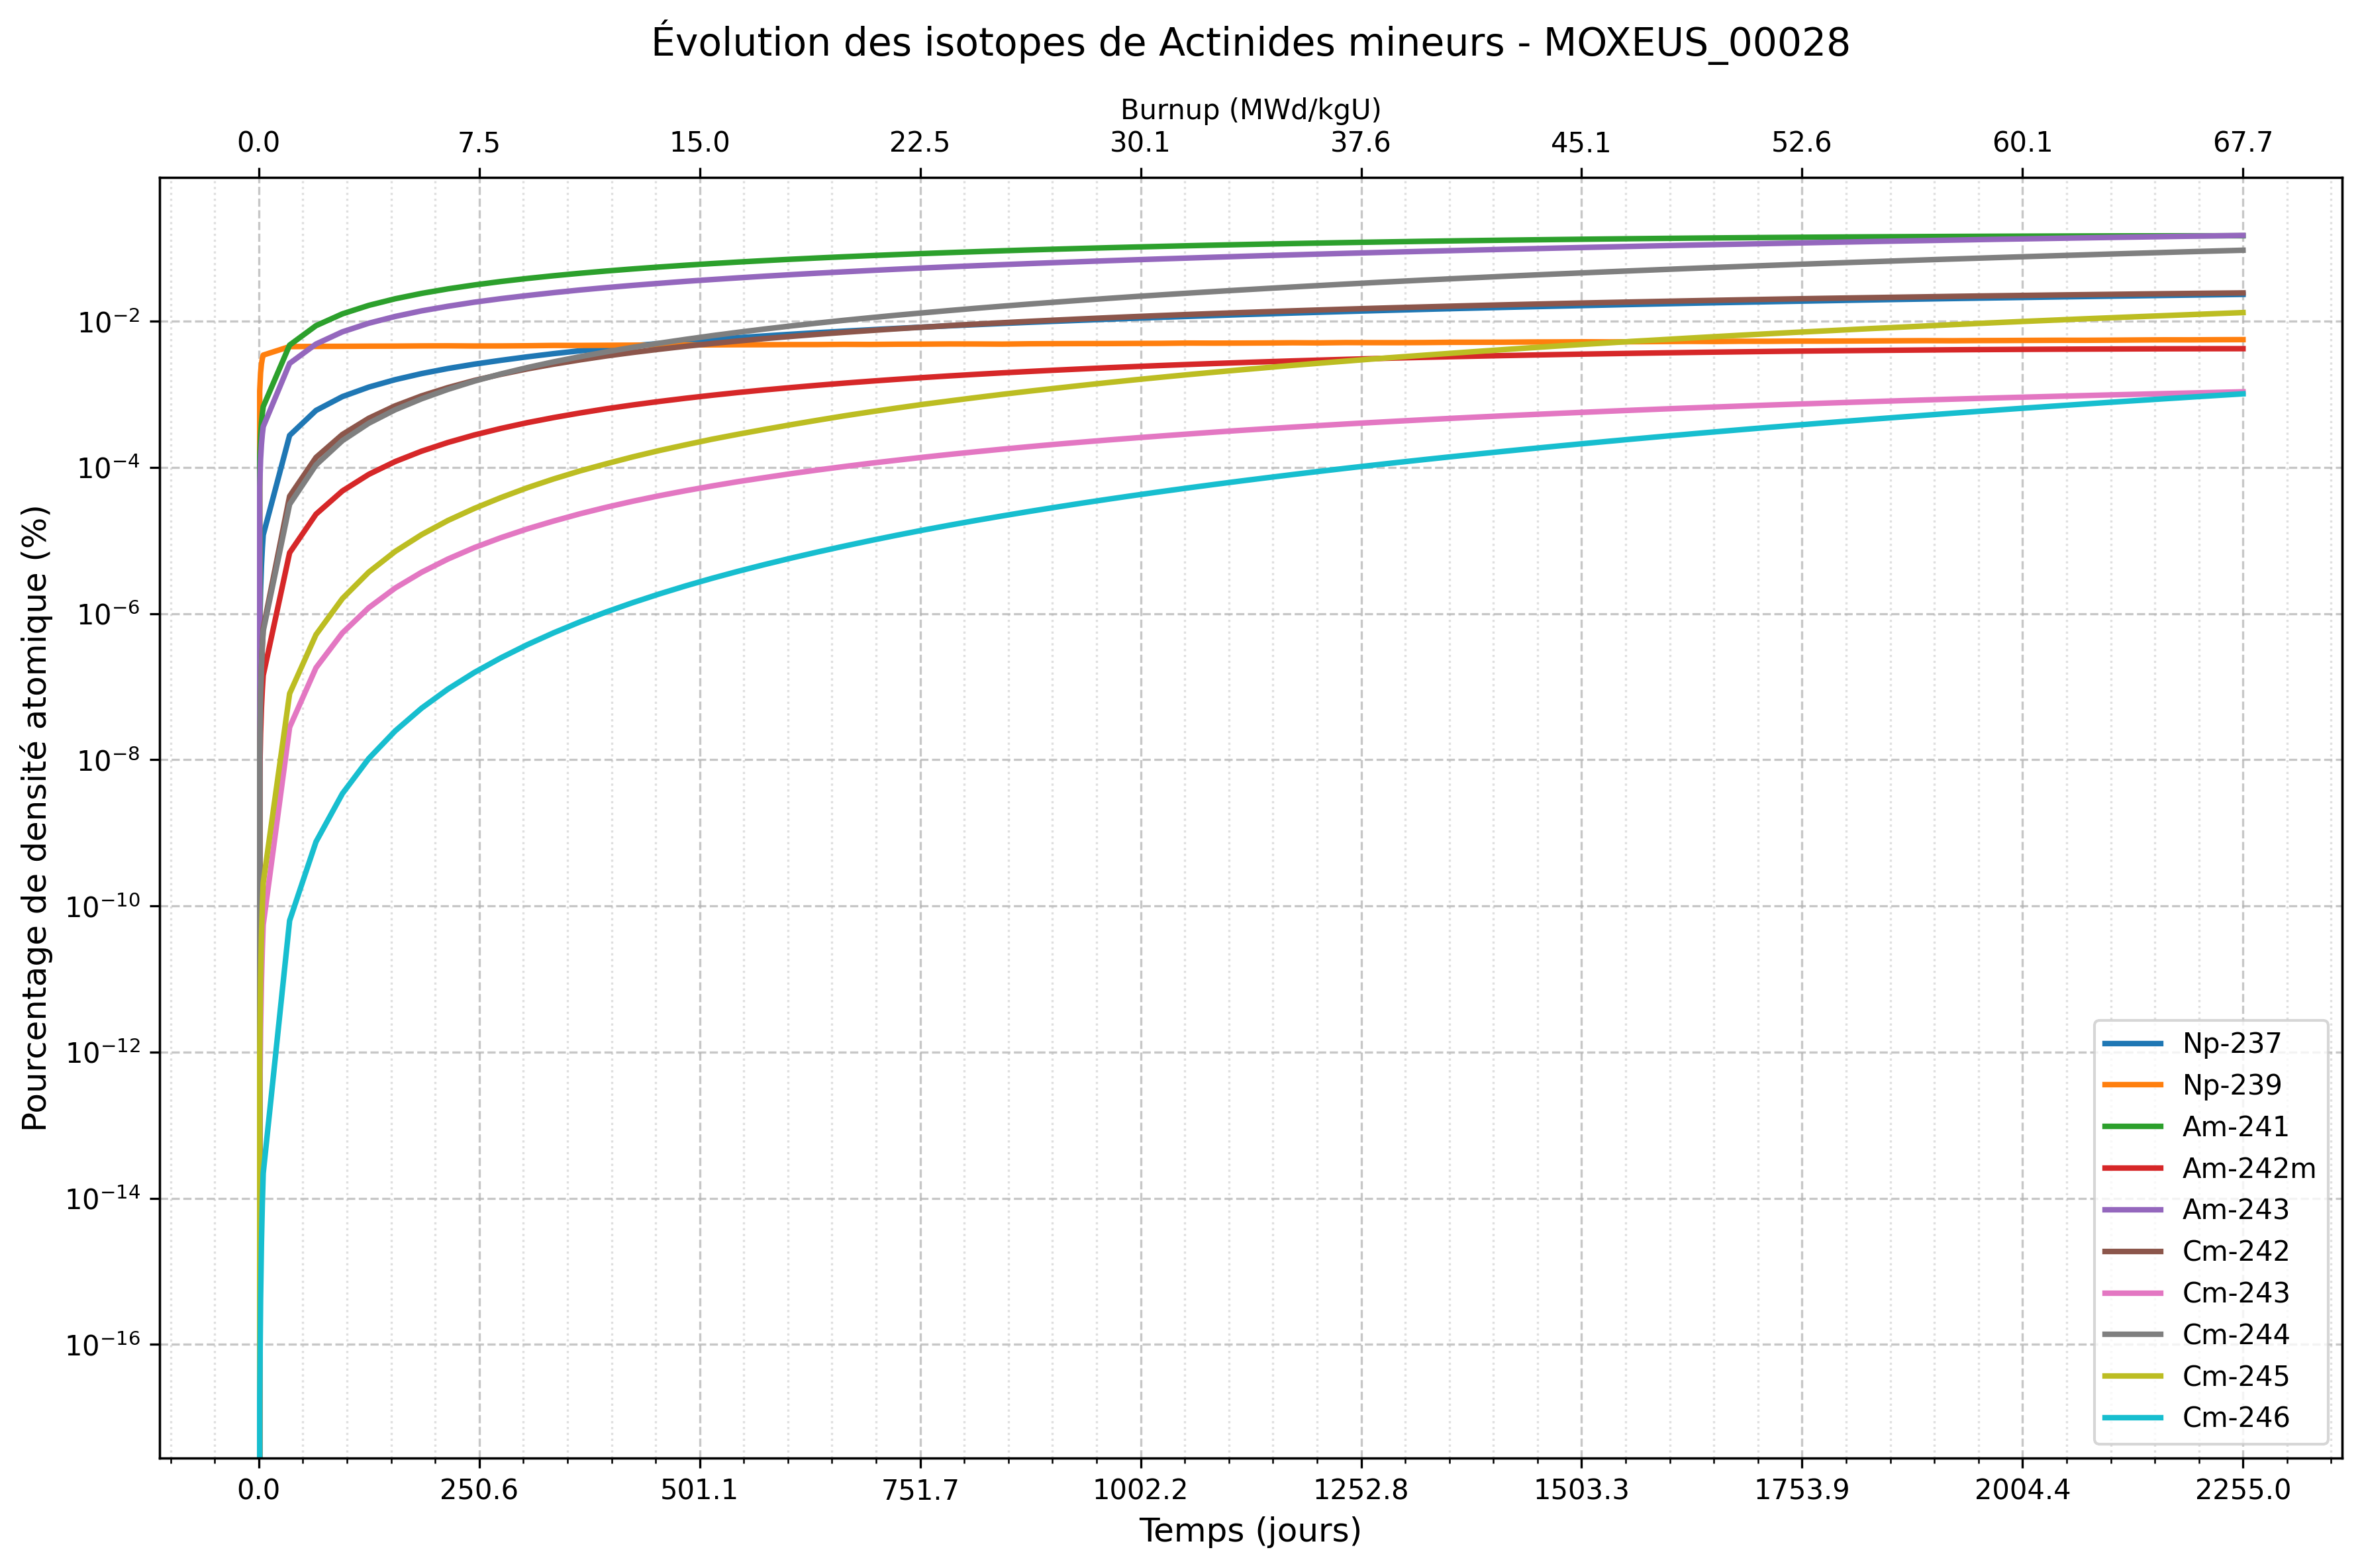 Évolution des isotopes de Actinides mineurs - MOXEUS_00028
Burnup (MWd/kgU)
0.0 7.5 15.0 22.5 30.1 37.6 45.1 52.6 60.1 67.7
Pourcentage de densité atomique (%)
10⁻²
10⁻⁴
10⁻⁶
10⁻⁸
10⁻¹⁰
10⁻¹²
10⁻¹⁴
10⁻¹⁶
Np-237
Np-239
Am-241
Am-242m
Am-243
Cm-242
Cm-243
Cm-244
Cm-245
Cm-246
0.0 250.6 501.1 751.7 1002.2 1252.8 1503.3 1753.9 2004.4 2255.0
Temps (jours)